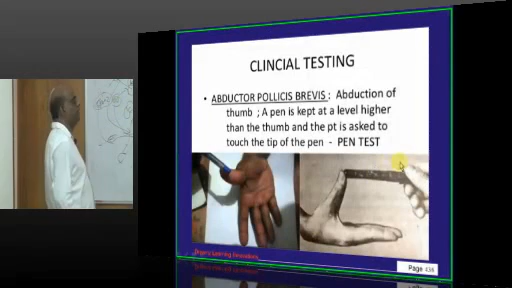 CLINCIAL TESTING
• ABDUCTOR POLLICIS BREVIS : Abduction of
thumb ; A pen is kept at a level higher
than the thumb and the pt is asked to
touch the tip of the pen - PEN TEST
Page 436